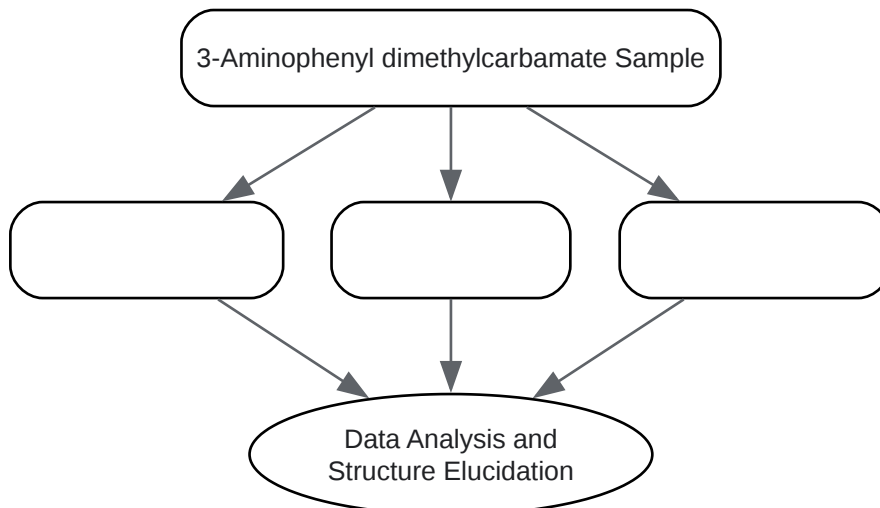 3-Aminophenyl dimethylcarbamate Sample
Data Analysis and
Structure Elucidation